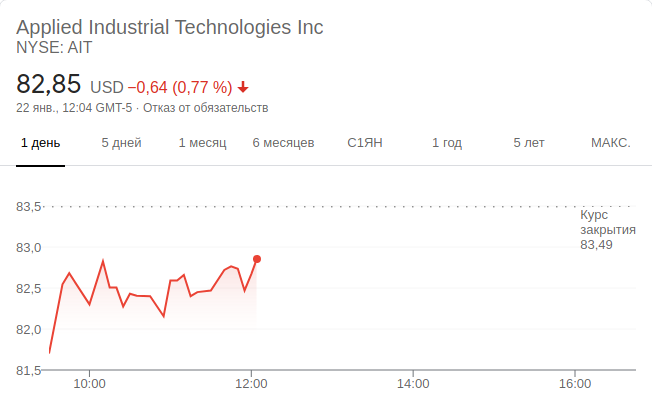 Applied Industrial Technologies Inc
NYSE: AIT
82,85 USD −0,64 (0,77 %)
22 янв., 12:04 GMT-5 · Отказ от обязательств
1 день 5 дней 1 месяц 6 месяцев С1ЯН 1 год 5 лет МАКС.
83,5
Курс
закрытия
83,49
83,0
82,5
82,0
81,5
10:00 12:00 14:00 16:00